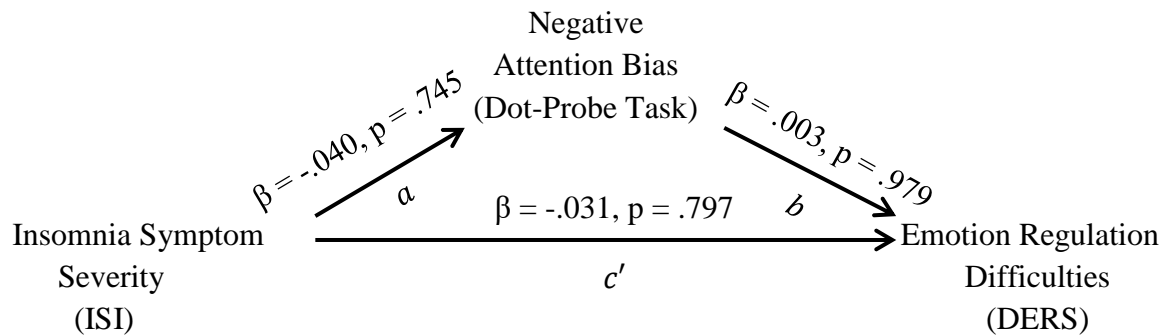 Negative
Attention Bias
(Dot-Probe Task)
β = -.040, p = .745
β = .003, p = .979
a
β = -.031, p = .797
b
Insomnia Symptom
Severity
(ISI)
c′
Emotion Regulation
Difficulties
(DERS)